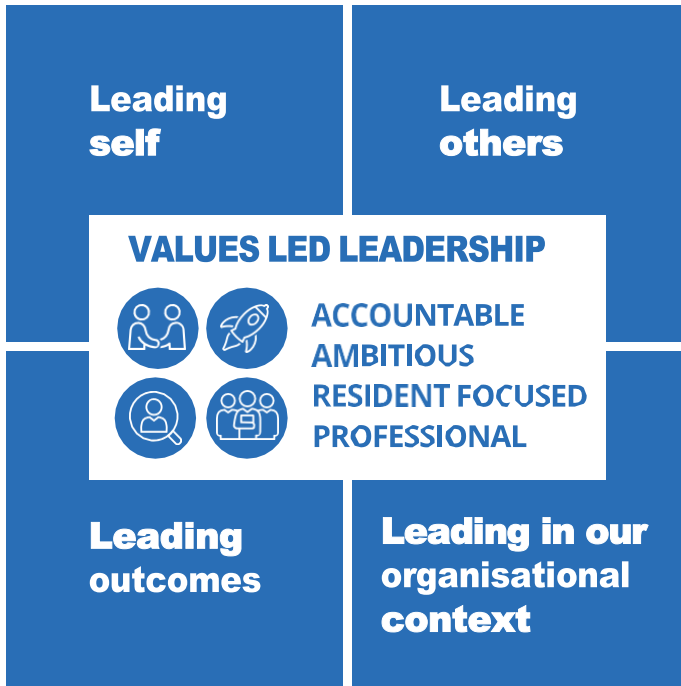 Leading
self
Leading
others
VALUES LED LEADERSHIP
ACCOUNTABLE
AMBITIOUS
RESIDENT FOCUSED
PROFESSIONAL
Leading
outcomes
Leading in our
organisational
context